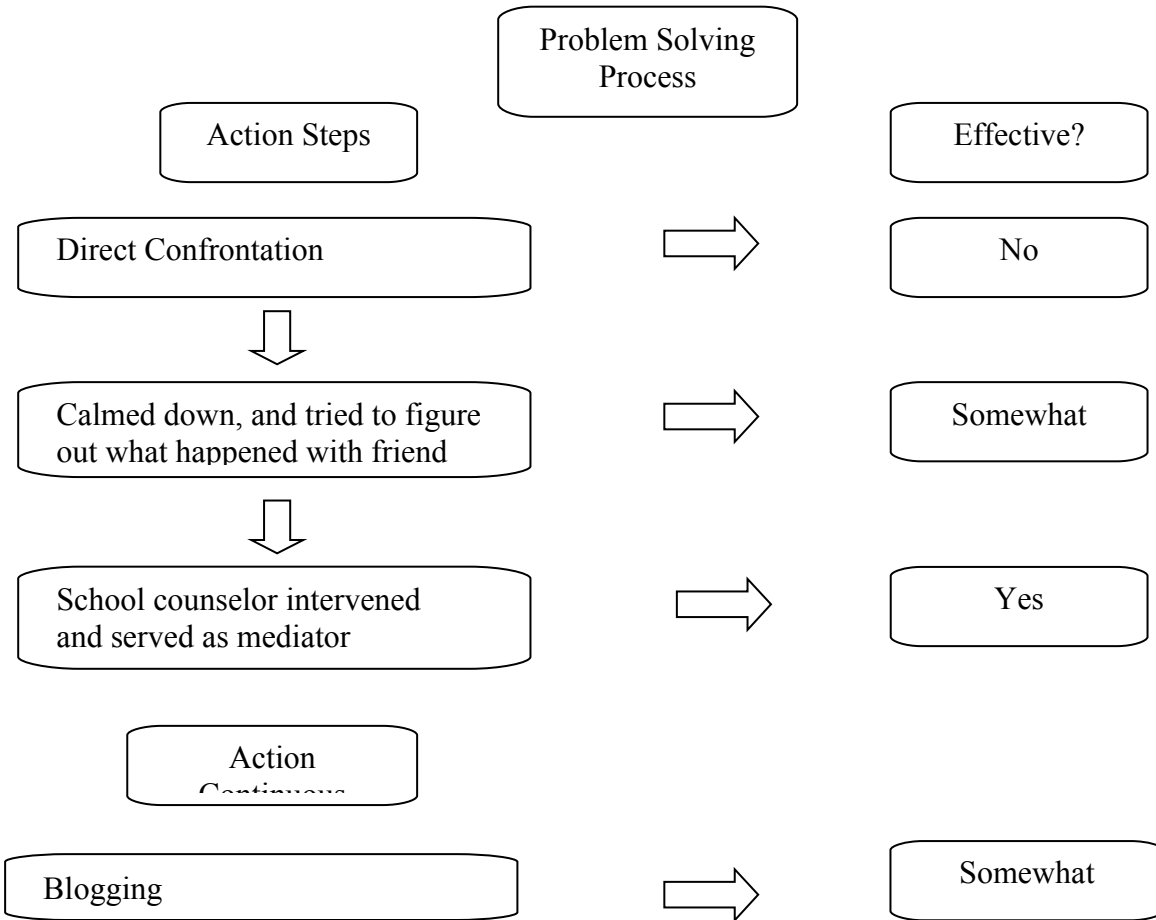 Problem Solving
Process
Action Steps
Effective?
Direct Confrontation
No
Calmed down, and tried to figure
out what happened with friend
Somewhat
School counselor intervened
and served as mediator
Yes
Action
Continuous
Blogging
Somewhat